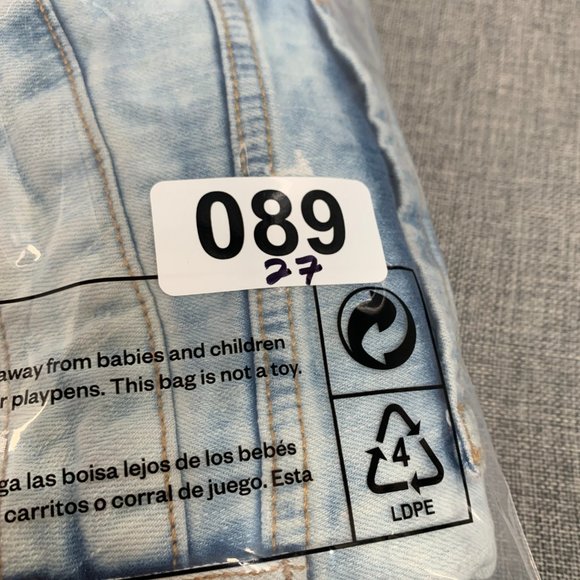 089
27
away from babies and children
r playpens. This bag is not a toy.
ga las boisa lejos de los bebés
carritos o corral de juego. Esta
4
LDPE